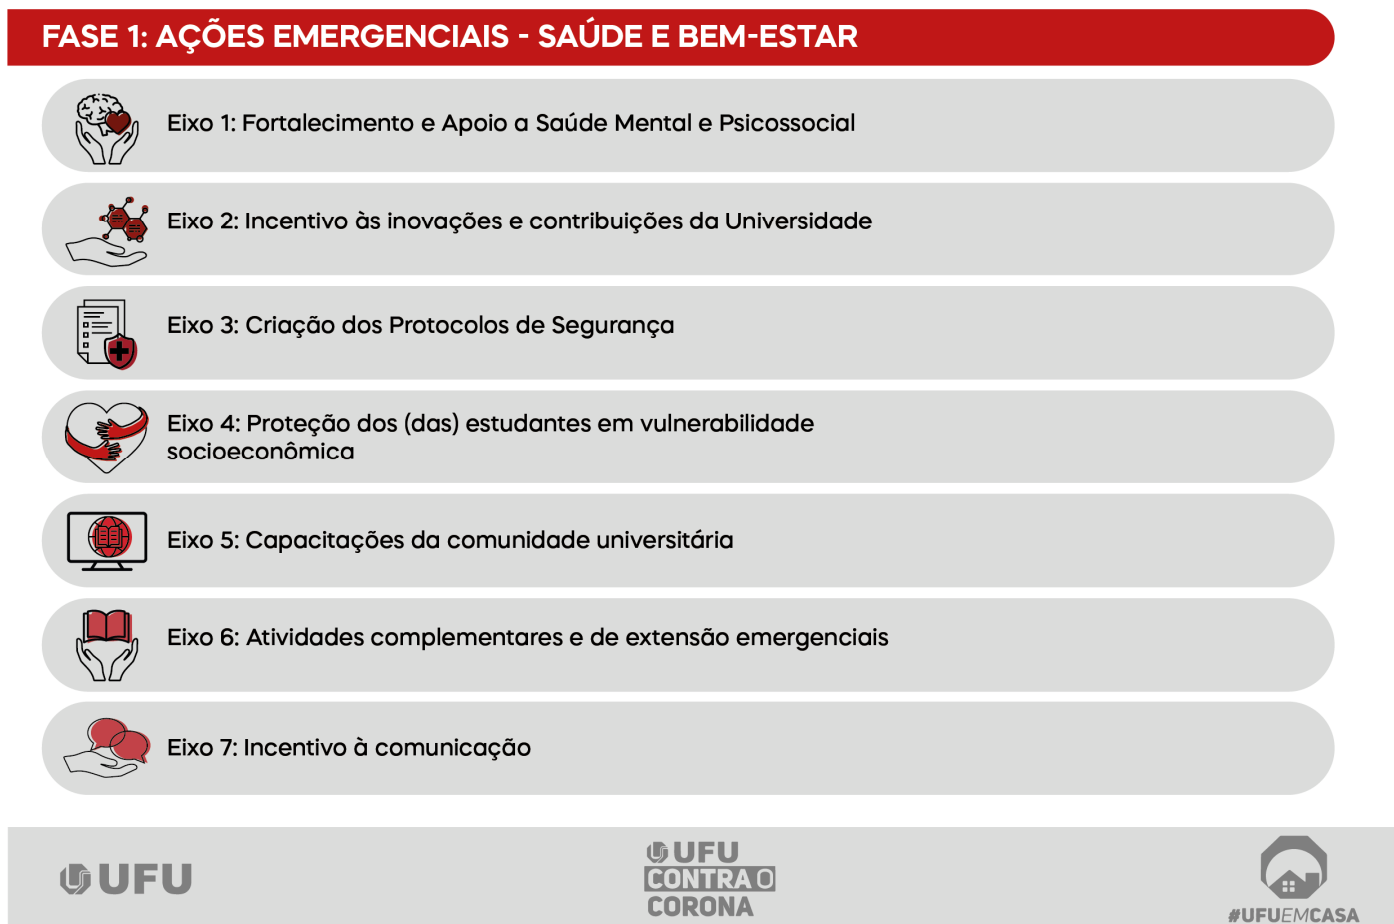 FASE 1: AÇÕES EMERGENCIAIS - SAÚDE E BEM-ESTAR
Eixo 1: Fortalecimento e Apoio a Saúde Mental e Psicossocial
Eixo 2: Incentivo às inovações e contribuições da Universidade
Eixo 3: Criação dos Protocolos de Segurança
Eixo 4: Proteção dos (das) estudantes em vulnerabilidade
socioeconômica
Eixo 5: Capacitações da comunidade universitária
Eixo 6: Atividades complementares e de extensão emergenciais
Eixo 7: Incentivo à comunicação
UFU
UFU
CONTRA O
CORONA
#UFUEMCASA